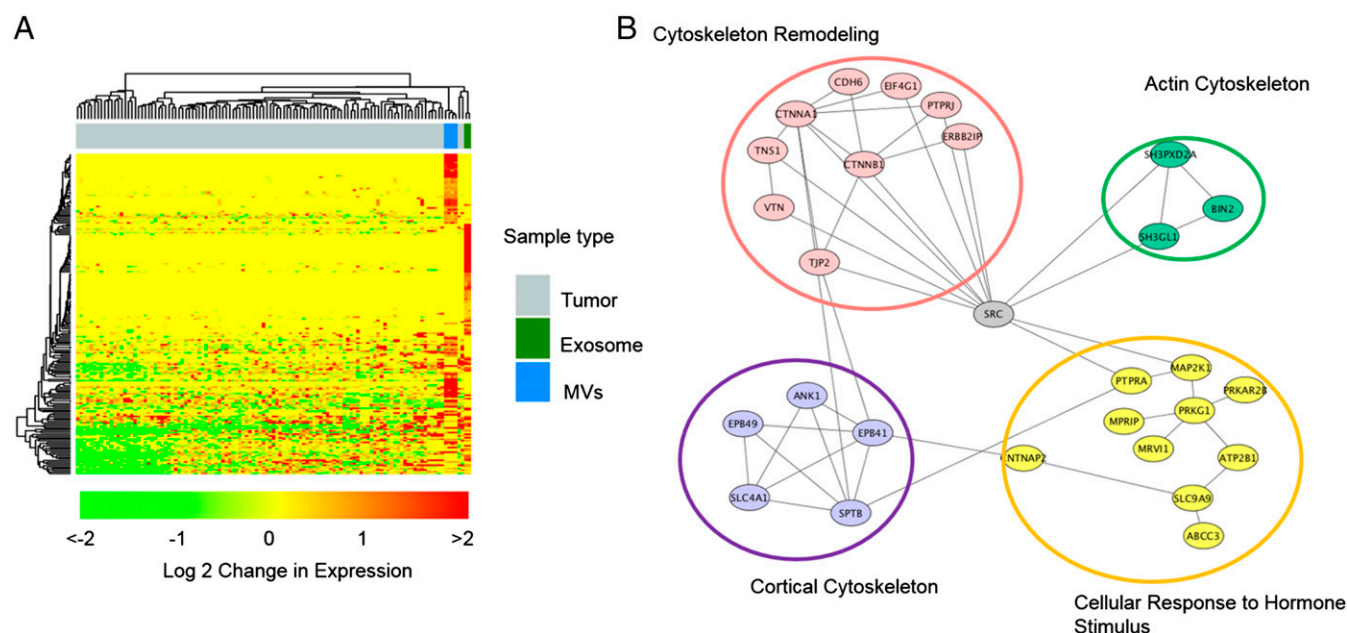 A
Sample type
Tumor
Exosome
MVs
<-2
-1
0
1
>2
Log 2 Change in Expression
B
Cytoskeleton Remodeling
CDH6
EIF4G1
CTNNA1
PTPRJ
ERBB2IP
TNS1
CTNNB1
VTN
TJP2
Actin Cytoskeleton
SH3PXD2A
BIN2
SH3GL1
SRC
ANK1
EPB49
EPB41
SLC4A1
SPTB
Cortical Cytoskeleton
PTPRA
MAP2K1
PRKAR2B
MPRIP
PRKG1
MRVI1
CNTNAP2
ATP2B1
SLC9A9
ABCC3
Cellular Response to Hormone
Stimulus